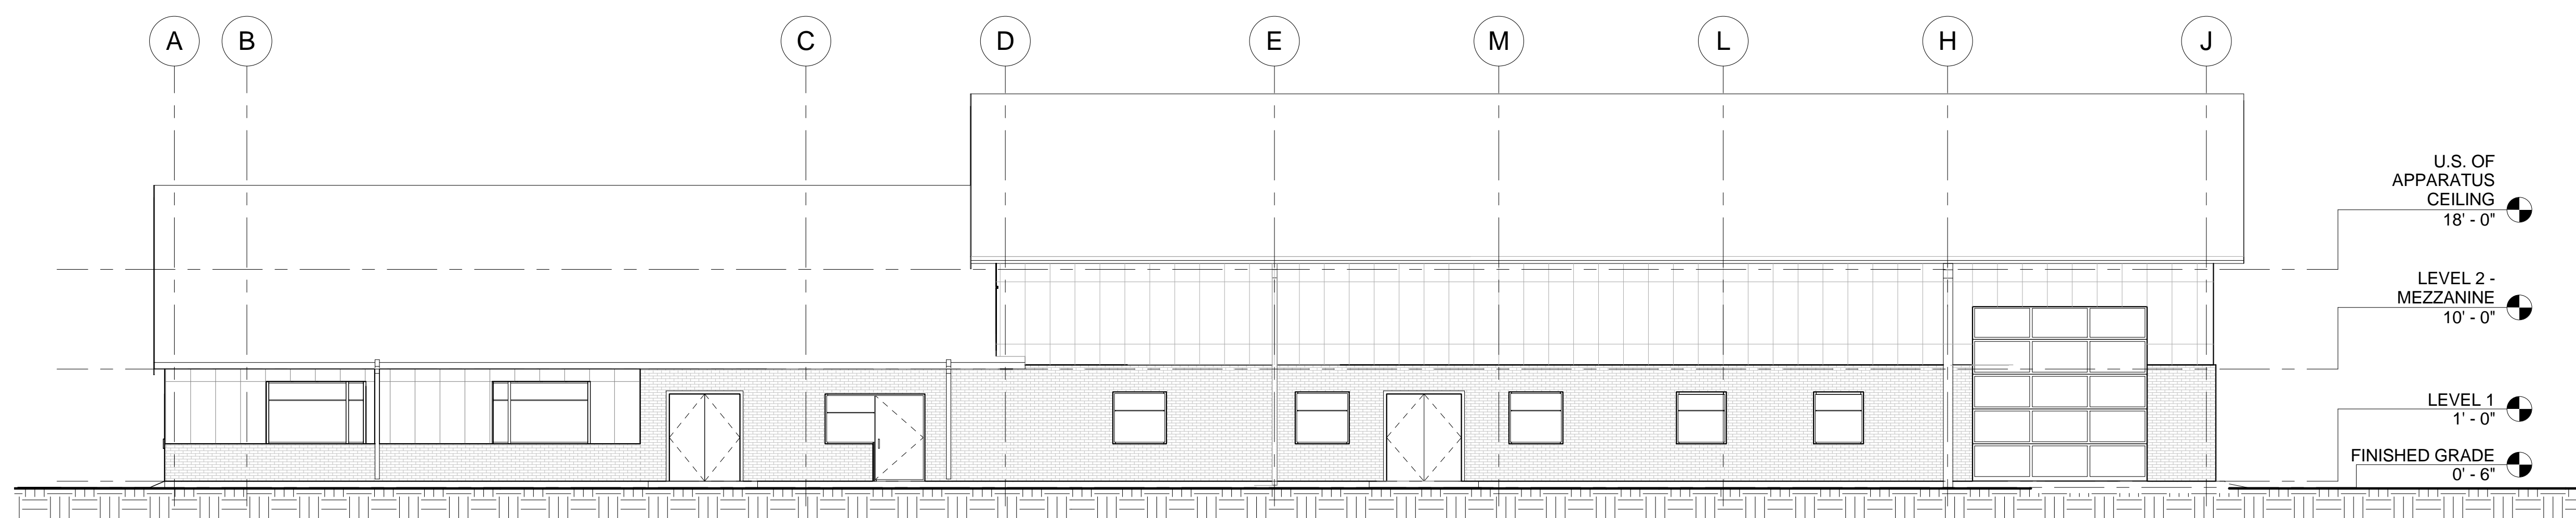 A B C D E M L H J
U.S. OF
APPARATUS
CEILING
18' - 0"
LEVEL 2 -
MEZZANINE
10' - 0"
LEVEL 1
1' - 0"
FINISHED GRADE
0' - 6"